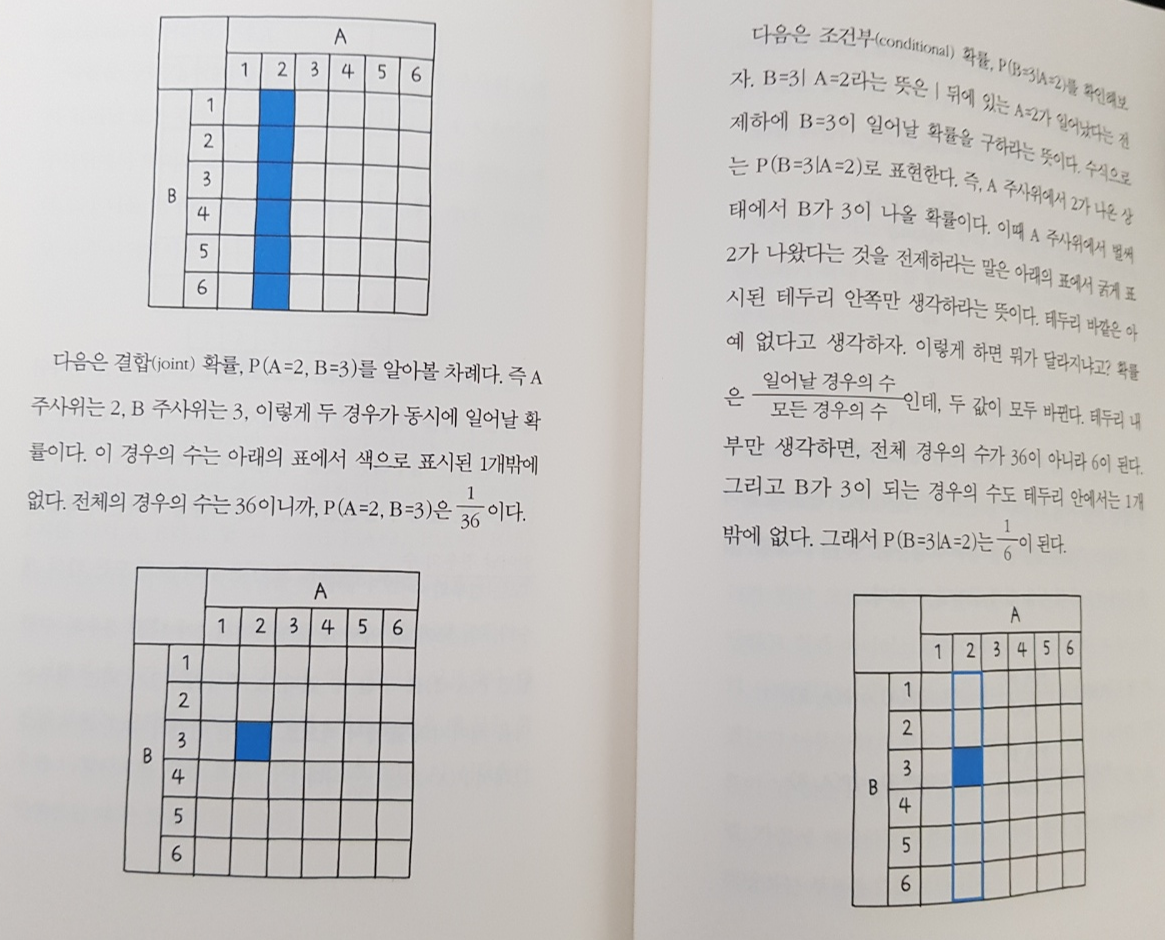 A
1 2 3 4 5 6
B
1
2
3
4
5
6
다음은 결합(joint) 확률, P(A=2, B=3)를 알아볼 차례다. 즉 A
주사위는 2, B 주사위는 3, 이렇게 두 경우가 동시에 일어날 확
률이다. 이 경우의 수는 아래의 표에서 색으로 표시된 1개밖에
없다. 전체의 경우의 수는 36이니까, P(A=2, B=3)은 1/36 이다.
A
1 2 3 4 5 6
B
1
2
3
4
5
6
다음은 조건부(conditional) 확률, P(B=3|A=2)를 확인해보
자. B=3| A=2라는 뜻은 | 뒤에 있는 A=2가 일어났다는 전
제하에 B=3이 일어날 확률을 구하라는 뜻이다. 수식으로
는 P(B=3|A=2)로 표현한다. 즉, A 주사위에서 2가 나온 상
태에서 B가 3이 나올 확률이다. 이때 A 주사위에서 벌써
2가 나왔다는 것을 전제하라는 말은 아래의 표에서 굵게 표
시된 테두리 안쪽만 생각하라는 뜻이다. 테두리 바깥은 아
예 없다고 생각하자. 이렇게 하면 뭐가 달라지냐고? 확률
은 일어날 경우의 수/모든 경우의 수 인데, 두 값이 모두 바뀐다. 테두리 내
부만 생각하면, 전체 경우의 수가 36이 아니라 6이 된다.
그리고 B가 3이 되는 경우의 수도 테두리 안에서는 1개
밖에 없다. 그래서 P(B=3|A=2)는 1/6이 된다.
A
1 2 3 4 5 6
B
1
2
3
4
5
6